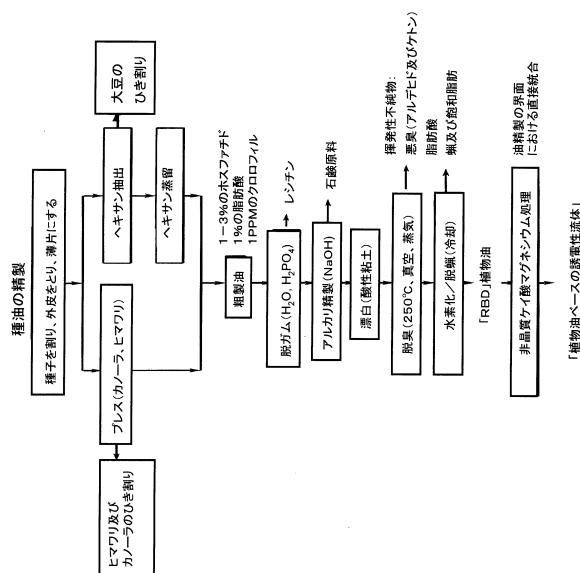 種油の精製
種子を割り、外皮をとり、薄片にする
プレス(カノーラ、ヒマワリ)
ヒマワリ及び
カノーラのひき割り
ヘキサン抽出
大豆の
ひき割り
ヘキサン蒸留
粗製油
1-3%のホスファチド
1%の脂肪酸
1PPMのクロロフィル
脱ガム(H2O, H2PO4)
レシチン
アルカリ精製(NaOH)
石鹸原料
漂白(酸性粘土)
脱臭(250℃、真空、蒸気)
揮発性不純物:
悪臭(アルデヒド及びケトン)
脂肪酸
水素化/脱蝋(冷却)
蝋及び飽和脂肪
「RBD」植物油
非晶質ケイ酸マグネシウム処理
油精製の界面
における直接統合
「植物油ベースの誘電性流体」